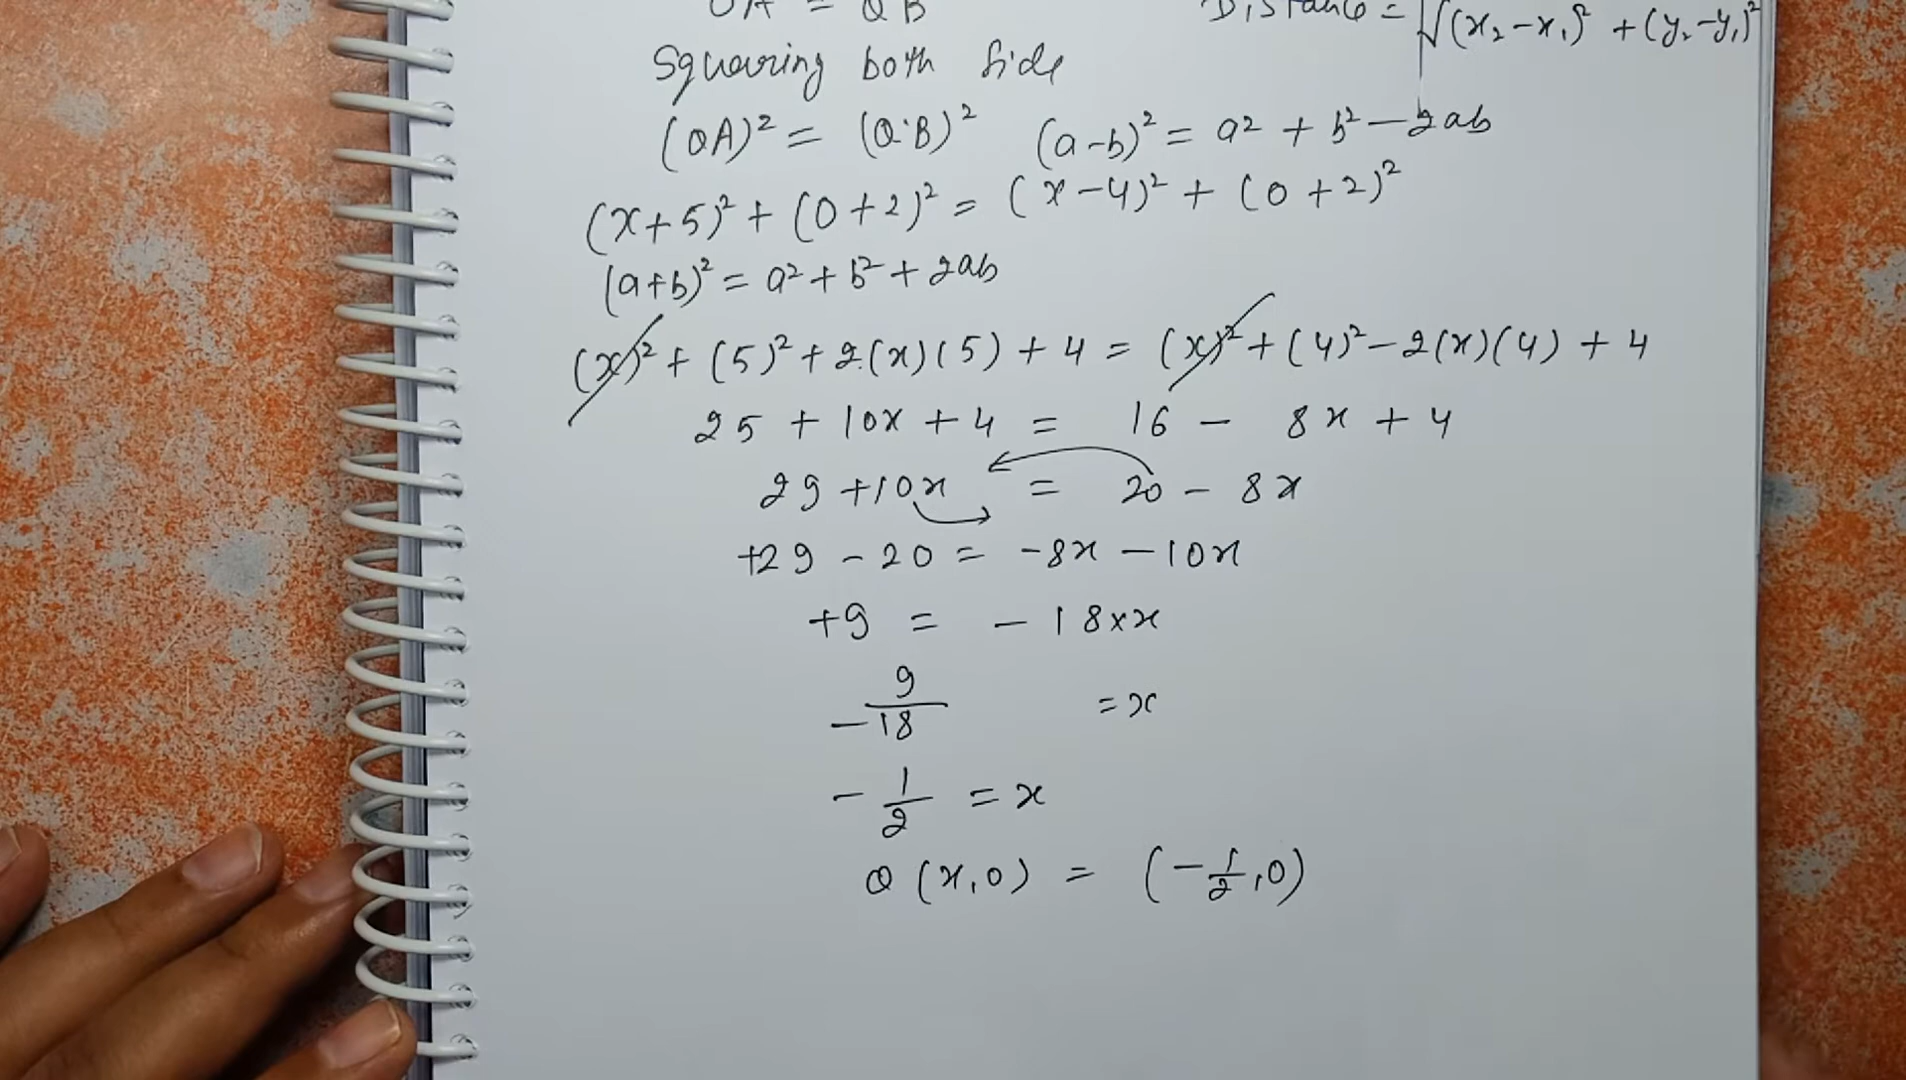 OA = QB
Distance = √(x₂-x₁)² + (y₂-y₁)²
Squaring both side
(QA)² = (Q·B)² (a-b)² = a² + b² - 2ab
(x+5)² + (0+2)² = (x-4)² + (0+2)²
(a+b)² = a² + b² + 2ab
(x)² + (5)² + 2.(x)(5) + 4 = (x)² + (4)² - 2(x)(4) + 4
25 + 10x + 4 = 16 - 8x + 4
29 + 10x = 20 - 8x
+29 - 20 = -8x - 10x
+9 = - 18 × x
9/-18 = x
- 1/2 = x
Q (x, 0) = (-1/2, 0)